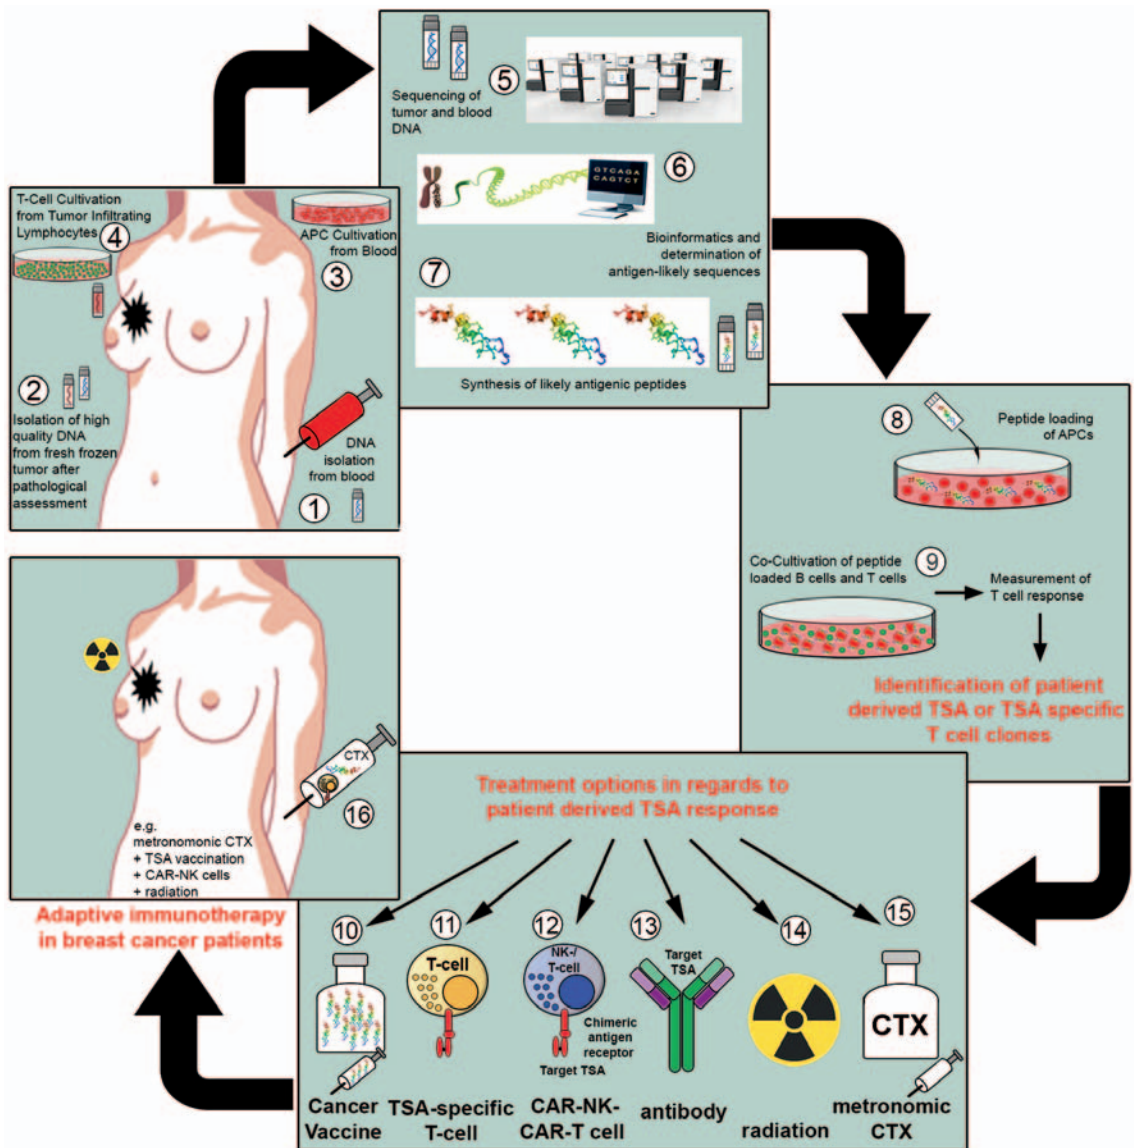 T-Cell Cultivation
from Tumor Infiltrating
Lymphocytes
4
APC Cultivation
from Blood
3
2
Isolation of high
quality DNA
from fresh frozen
tumor after
pathological
assessment
DNA
isolation
from blood
1
5
Sequencing of
tumor and blood
DNA
6
GTCAGA
CAGTCT
Bioinformatics and
determination of
antigen-likely sequences
7
Synthesis of likely antigenic peptides
8
Peptide loading
of APCs
Co-Cultivation of peptide
loaded B cells and T cells
9
Measurement of
T cell response
Identification of patient
derived TSA or TSA specific
T cell clones
Treatment options in regards to
patient derived TSA response
10
Cancer
Vaccine
11
T-cell
TSA-specific
T-cell
12
NK-/
T-cell
Chimeric
antigen
receptor
Target TSA
CAR-NK-
CAR-T cell
13
Target
TSA
antibody
14
radiation
15
CTX
metronomic
CTX
CTX
16
e.g.
metronomonic CTX
+ TSA vaccination
+ CAR-NK cells
+ radiation
Adaptive immunotherapy
in breast cancer patients